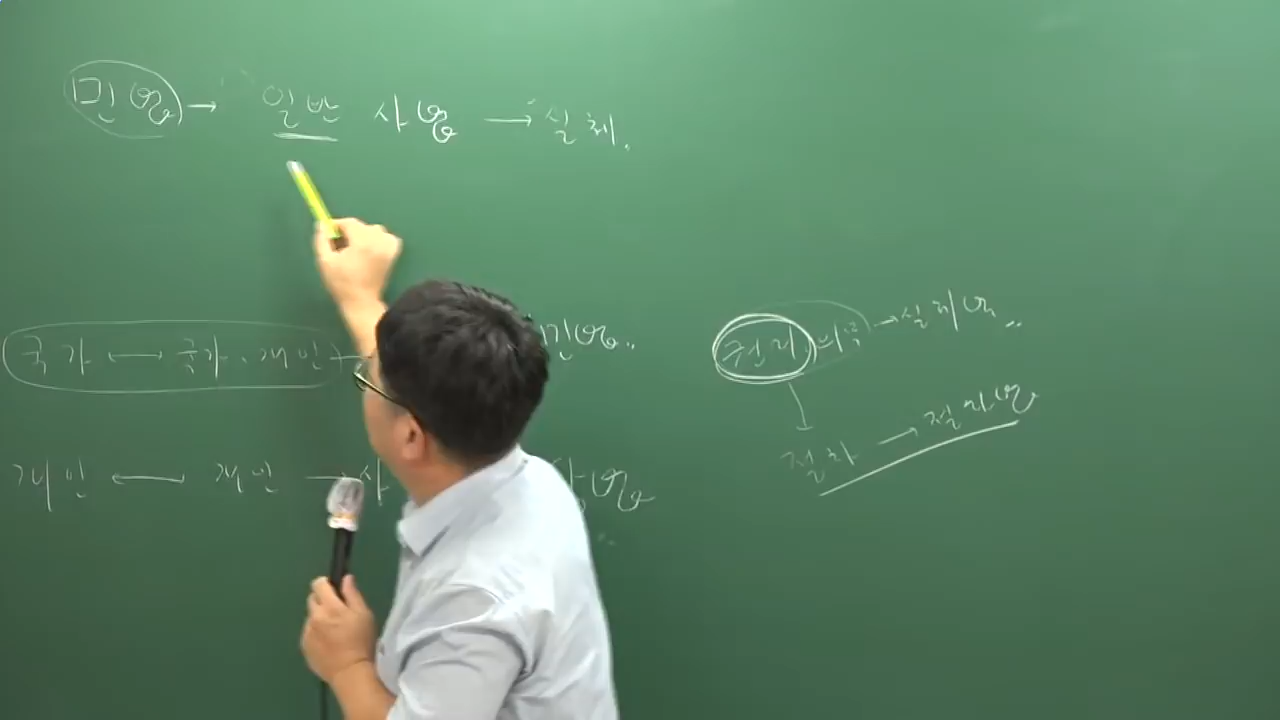 민법 → 일반 사법 → 실체.
국가 ↔ 국가·개인 민법..
권리, 의무 → 실체법..
개인 ↔ 개인 → 사 법
절차 → 절차법